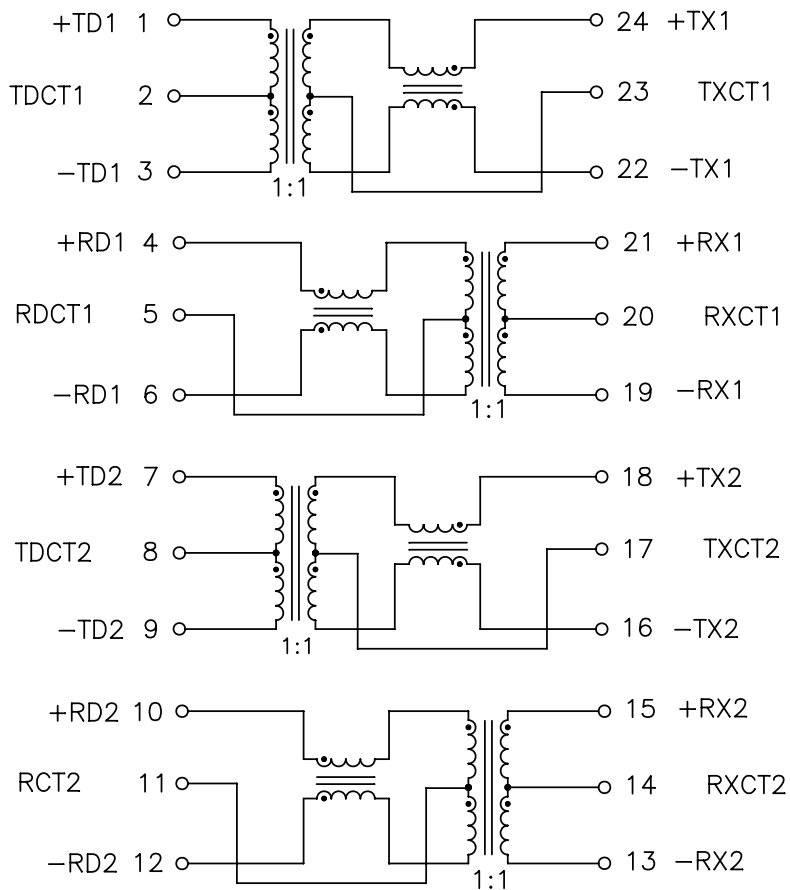 +TD1 1 24 +TX1
TDCT1 2 23 TXCT1
−TD1 3 22 −TX1
1:1
+RD1 4 21 +RX1
RDCT1 5 20 RXCT1
−RD1 6 19 −RX1
1:1
+TD2 7 18 +TX2
TDCT2 8 17 TXCT2
−TD2 9 16 −TX2
1:1
+RD2 10 15 +RX2
RCT2 11 14 RXCT2
−RD2 12 13 −RX2
1:1